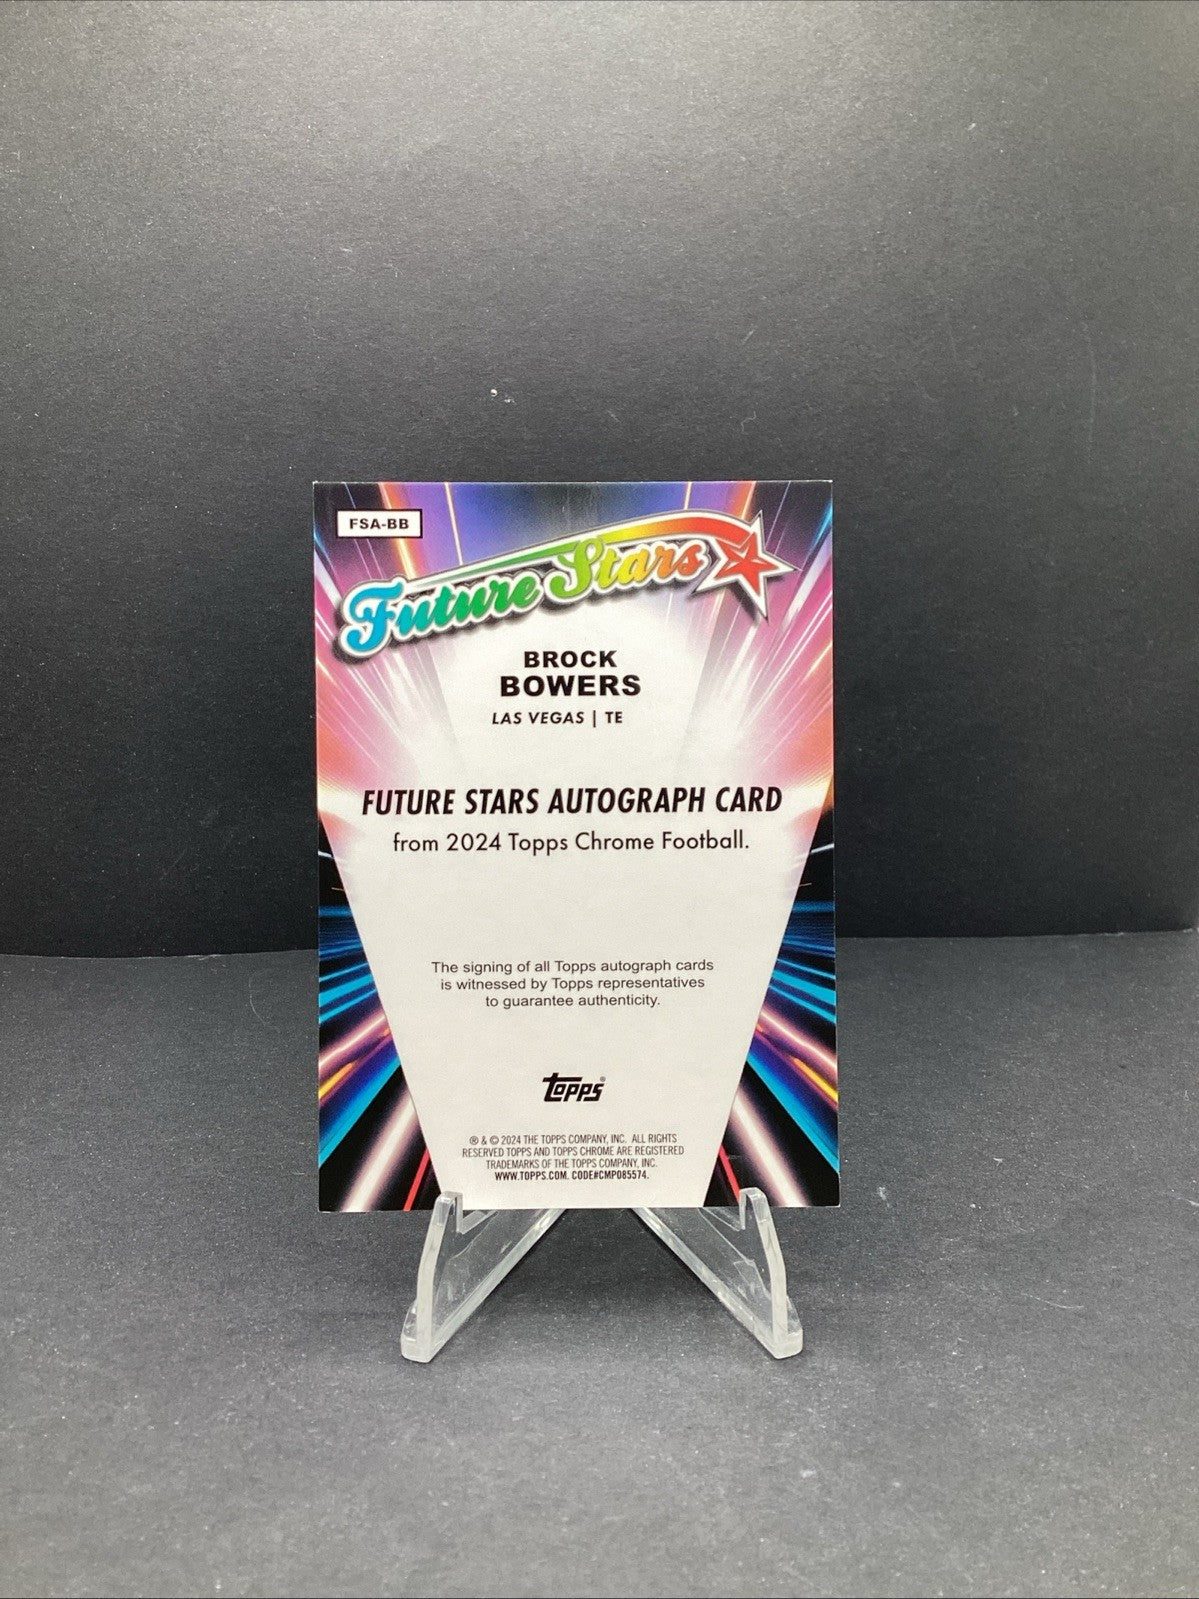 FSA-BB
Future Stars
BROCK
BOWERS
LAS VEGAS | TE
FUTURE STARS AUTOGRAPH CARD
from 2024 Topps Chrome Football.
The signing of all Topps autograph cards
is witnessed by Topps representatives
to guarantee authenticity.
topps®
® & © 2024 THE TOPPS COMPANY, INC. ALL RIGHTS
RESERVED TOPPS AND TOPPS CHROME ARE REGISTERED
TRADEMARKS OF THE TOPPS COMPANY, INC.
WWW.TOPPS.COM. CODE#CMP085574.